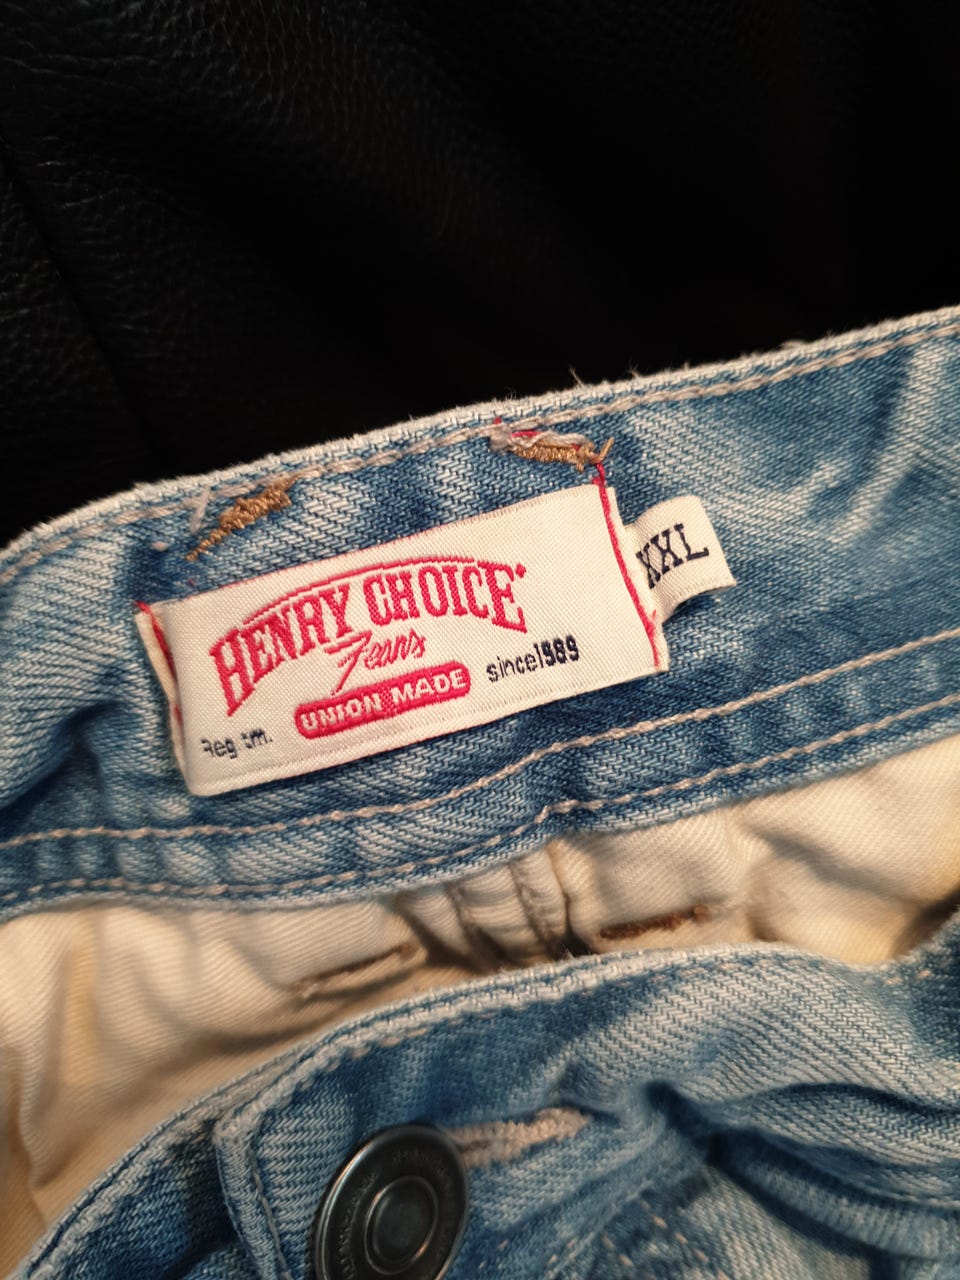 HENRY CHOICE
Jeans
UNION MADE
since1989
Reg tm.
XXL